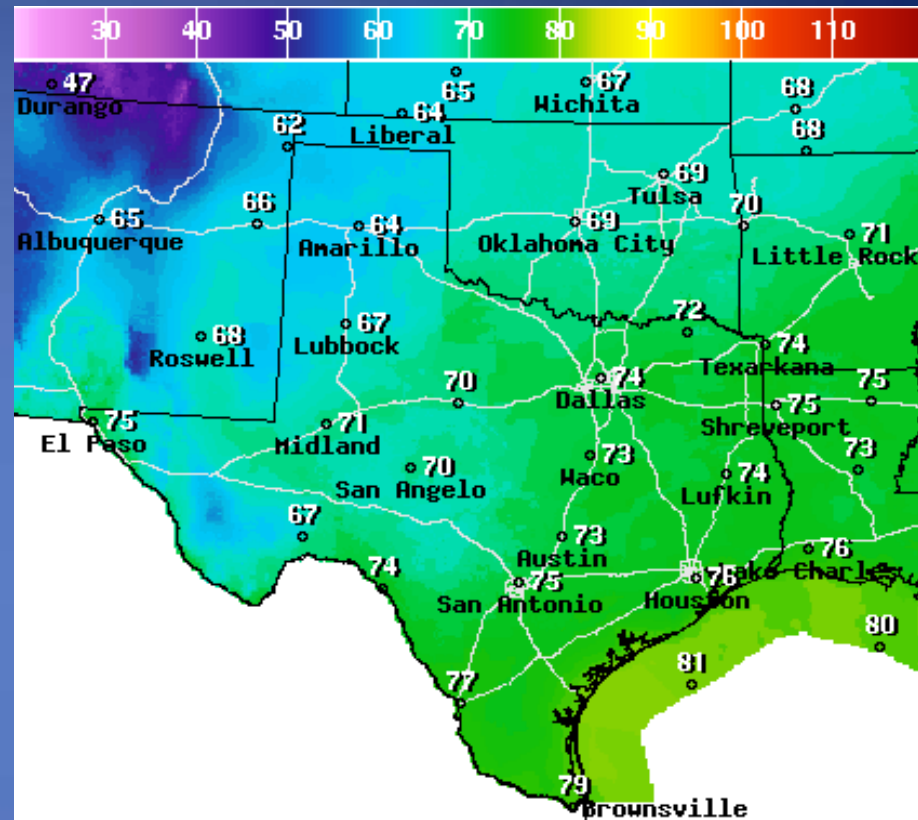 30 40 50 60 70 80 90 100 110
47
Durango
65
67
Wichita
68
64
Liberal
62
68
69
Tulsa
65
Albuquerque
66
64
Amarillo
69
Oklahoma City
70
71
Little Rock
68
Roswell
67
Lubbock
72
74
Texarkana
74
Dallas
75
El Paso
71
Midland
70
75
Shreveport
75
70
San Angelo
73
Waco
74
Lufkin
73
67
73
Austin
74
75
San Antonio
76
Houston
76
Lake Charles
77
81
80
79
Brownsville